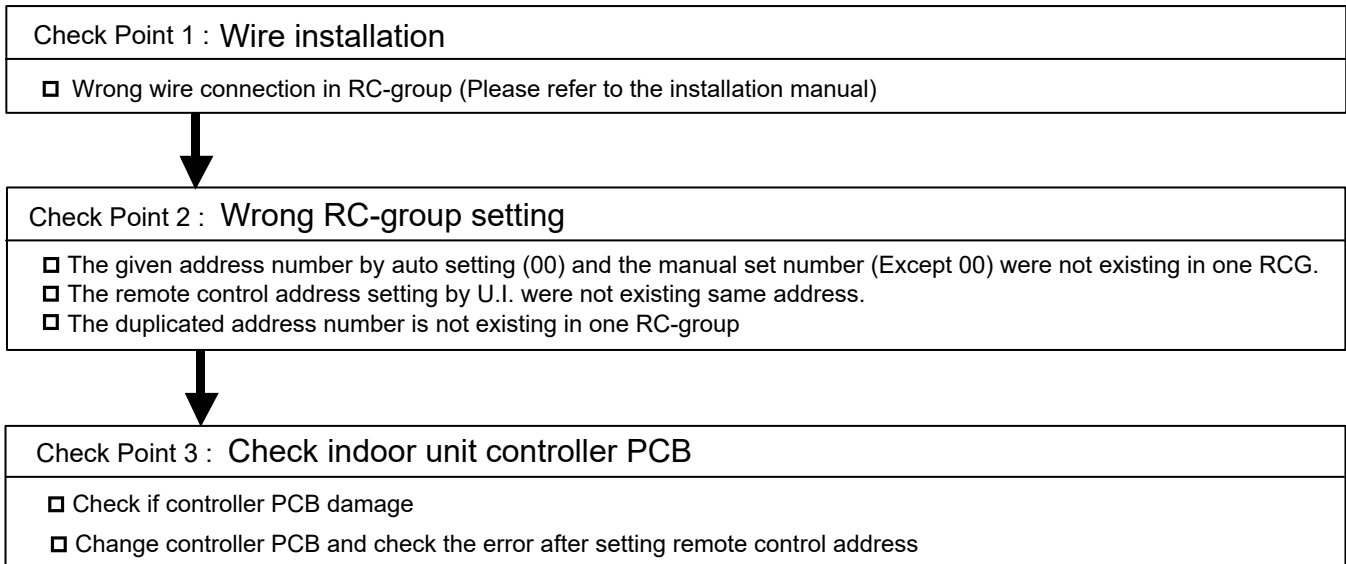 Check Point 1 : Wire installation
Wrong wire connection in RC-group (Please refer to the installation manual)
Check Point 2 : Wrong RC-group setting
The given address number by auto setting (00) and the manual set number (Except 00) were not existing in one RCG.
The remote control address setting by U.I. were not existing same address.
The duplicated address number is not existing in one RC-group
Check Point 3 : Check indoor unit controller PCB
Check if controller PCB damage
Change controller PCB and check the error after setting remote control address